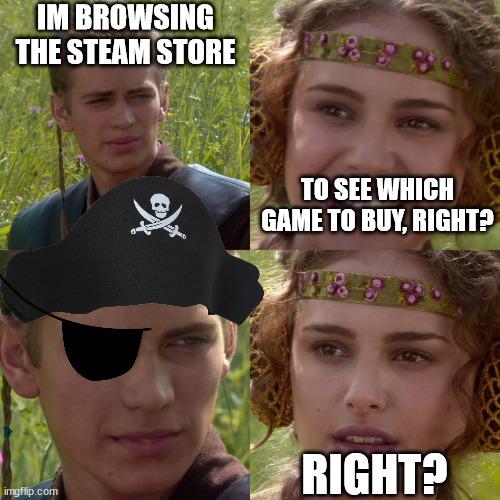 IM BROWSING
THE STEAM STORE
TO SEE WHICH
GAME TO BUY, RIGHT?
RIGHT?
imgflip.com